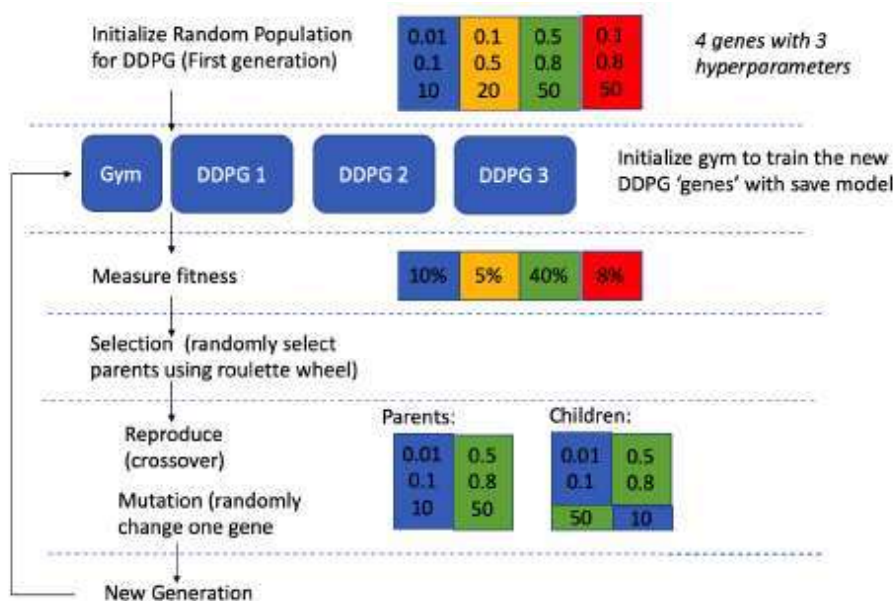 Initialize Random Population
for DDPG (First generation)
0.01 0.1 0.5 0.1
0.1 0.5 0.8 0.8
10 20 50 50
4 genes with 3
hyperparameters
Gym DDPG 1 DDPG 2 DDPG 3
Initialize gym to train the new
DDPG ‘genes’ with save model
Measure fitness
10% 5% 40% 8%
Selection (randomly select
parents using roulette wheel)
Reproduce
(crossover)
Mutation (randomly
change one gene
Parents:
0.01 0.5
0.1 0.8
10 50
Children:
0.01 0.5
0.1 0.8
50 10
New Generation